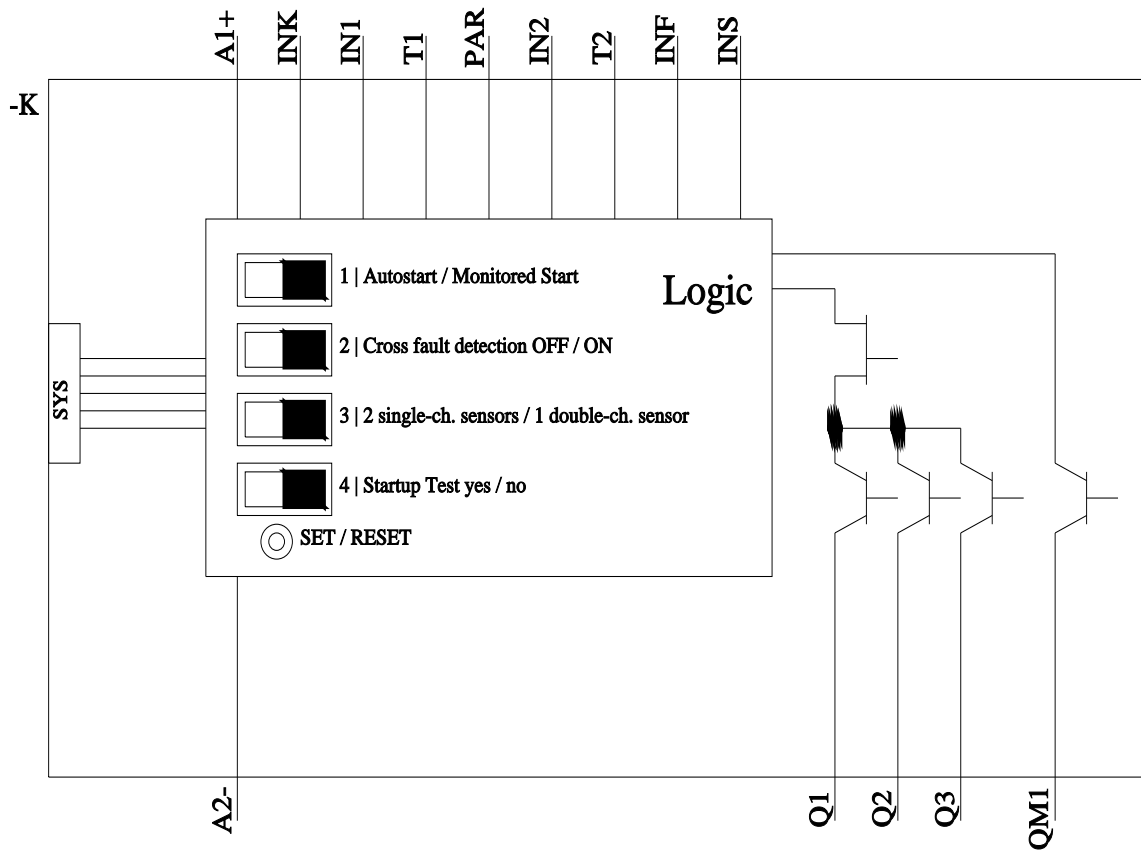 A1+
INK
IN1
T1
PAR
IN2
T2
INF
INS
-K
1 | Autostart / Monitored Start
Logic
2 | Cross fault detection OFF / ON
SYS
3 | 2 single-ch. sensors / 1 double-ch. sensor
4 | Startup Test yes / no
SET / RESET
A2-
Q1
Q2
Q3
QM1